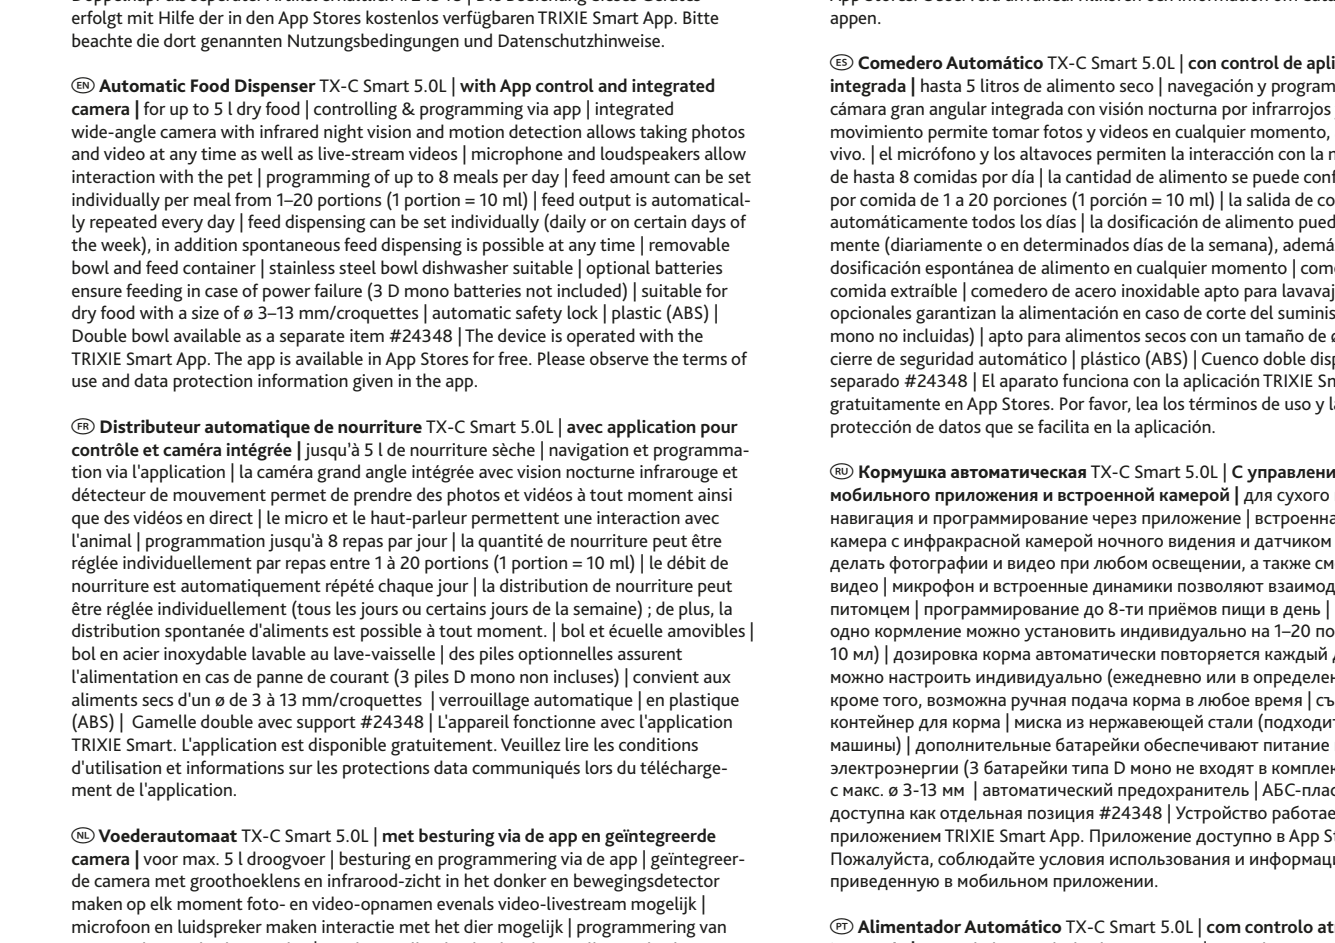 erfolgt mit Hilfe der in den App Stores kostenlos verfügbaren TRIXIE Smart App. Bitte
beachte die dort genannten Nutzungsbedingungen und Datenschutzhinweise.
EN Automatic Food Dispenser TX-C Smart 5.0L | with App control and integrated
camera | for up to 5 l dry food | controlling & programming via app | integrated
wide-angle camera with infrared night vision and motion detection allows taking photos
and video at any time as well as live-stream videos | microphone and loudspeakers allow
interaction with the pet | programming of up to 8 meals per day | feed amount can be set
individually per meal from 1–20 portions (1 portion = 10 ml) | feed output is automatical-
ly repeated every day | feed dispensing can be set individually (daily or on certain days of
the week), in addition spontaneous feed dispensing is possible at any time | removable
bowl and feed container | stainless steel bowl dishwasher suitable | optional batteries
ensure feeding in case of power failure (3 D mono batteries not included) | suitable for
dry food with a size of ø 3–13 mm/croquettes | automatic safety lock | plastic (ABS) |
Double bowl available as a separate item #24348 | The device is operated with the
TRIXIE Smart App. The app is available in App Stores for free. Please observe the terms of
use and data protection information given in the app.
FR Distributeur automatique de nourriture TX-C Smart 5.0L | avec application pour
contrôle et caméra intégrée | jusqu'à 5 l de nourriture sèche | navigation et programma-
tion via l'application | la caméra grand angle intégrée avec vision nocturne infrarouge et
détecteur de mouvement permet de prendre des photos et vidéos à tout moment ainsi
que des vidéos en direct | le micro et le haut-parleur permettent une interaction avec
l'animal | programmation jusqu'à 8 repas par jour | la quantité de nourriture peut être
réglée individuellement par repas entre 1 à 20 portions (1 portion = 10 ml) | le débit de
nourriture est automatiquement répété chaque jour | la distribution de nourriture peut
être réglée individuellement (tous les jours ou certains jours de la semaine) ; de plus, la
distribution spontanée d'aliments est possible à tout moment. | bol et écuelle amovibles |
bol en acier inoxydable lavable au lave-vaisselle | des piles optionnelles assurent
l'alimentation en cas de panne de courant (3 piles D mono non incluses) | convient aux
aliments secs d'un ø de 3 à 13 mm/croquettes | verrouillage automatique | en plastique
(ABS) | Gamelle double avec support #24348 | L'appareil fonctionne avec l'application
TRIXIE Smart. L'application est disponible gratuitement. Veuillez lire les conditions
d'utilisation et informations sur les protections data communiqués lors du télécharge-
ment de l'application.
NL Voederautomaat TX-C Smart 5.0L | met besturing via de app en geïntegreerde
camera | voor max. 5 l droogvoer | besturing en programmering via de app | geïntegreer-
de camera met groothoeklens en infrarood-zicht in het donker en bewegingsdetector
maken op elk moment foto- en video-opnamen evenals video-livestream mogelijk |
microfoon en luidspreker maken interactie met het dier mogelijk | programmering van
appen.
ES Comedero Automático TX-C Smart 5.0L | con control de apli
integrada | hasta 5 litros de alimento seco | navegación y program
cámara gran angular integrada con visión nocturna por infrarrojos
movimiento permite tomar fotos y videos en cualquier momento,
vivo. | el micrófono y los altavoces permiten la interacción con la m
de hasta 8 comidas por día | la cantidad de alimento se puede conf
por comida de 1 a 20 porciones (1 porción = 10 ml) | la salida de co
automáticamente todos los días | la dosificación de alimento pued
mente (diariamente o en determinados días de la semana), ademá
dosificación espontánea de alimento en cualquier momento | come
comida extraíble | comedero de acero inoxidable apto para lavavaj
opcionales garantizan la alimentación en caso de corte del suminis
mono no incluidas) | apto para alimentos secos con un tamaño de ø
cierre de seguridad automático | plástico (ABS) | Cuenco doble disp
separado #24348 | El aparato funciona con la aplicación TRIXIE Sm
gratuitamente en App Stores. Por favor, lea los términos de uso y la
protección de datos que se facilita en la aplicación.
RU Кормушка автоматическая TX-C Smart 5.0L | С управлени
мобильного приложения и встроенной камерой | для сухого
навигация и программирование через приложение | встроенна
камера с инфракрасной камерой ночного видения и датчиком
делать фотографии и видео при любом освещении, а также см
видео | микрофон и встроенные динамики позволяют взаимод
питомцем | программирование до 8-ти приёмов пищи в день |
одно кормление можно установить индивидуально на 1–20 по
10 мл) | дозировка корма автоматически повторяется каждый д
можно настроить индивидуально (ежедневно или в определен
кроме того, возможна ручная подача корма в любое время | съ
контейнер для корма | миска из нержавеющей стали (подходит
машины) | дополнительные батарейки обеспечивают питание
электроэнергии (3 батарейки типа D моно не входят в комплек
с макс. ø 3-13 мм | автоматический предохранитель | АБС-плас
доступна как отдельная позиция #24348 | Устройство работае
приложением TRIXIE Smart App. Приложение доступно в App St
Пожалуйста, соблюдайте условия использования и информаци
приведенную в мобильном приложении.
PT Alimentador Automático TX-C Smart 5.0L | com controlo at